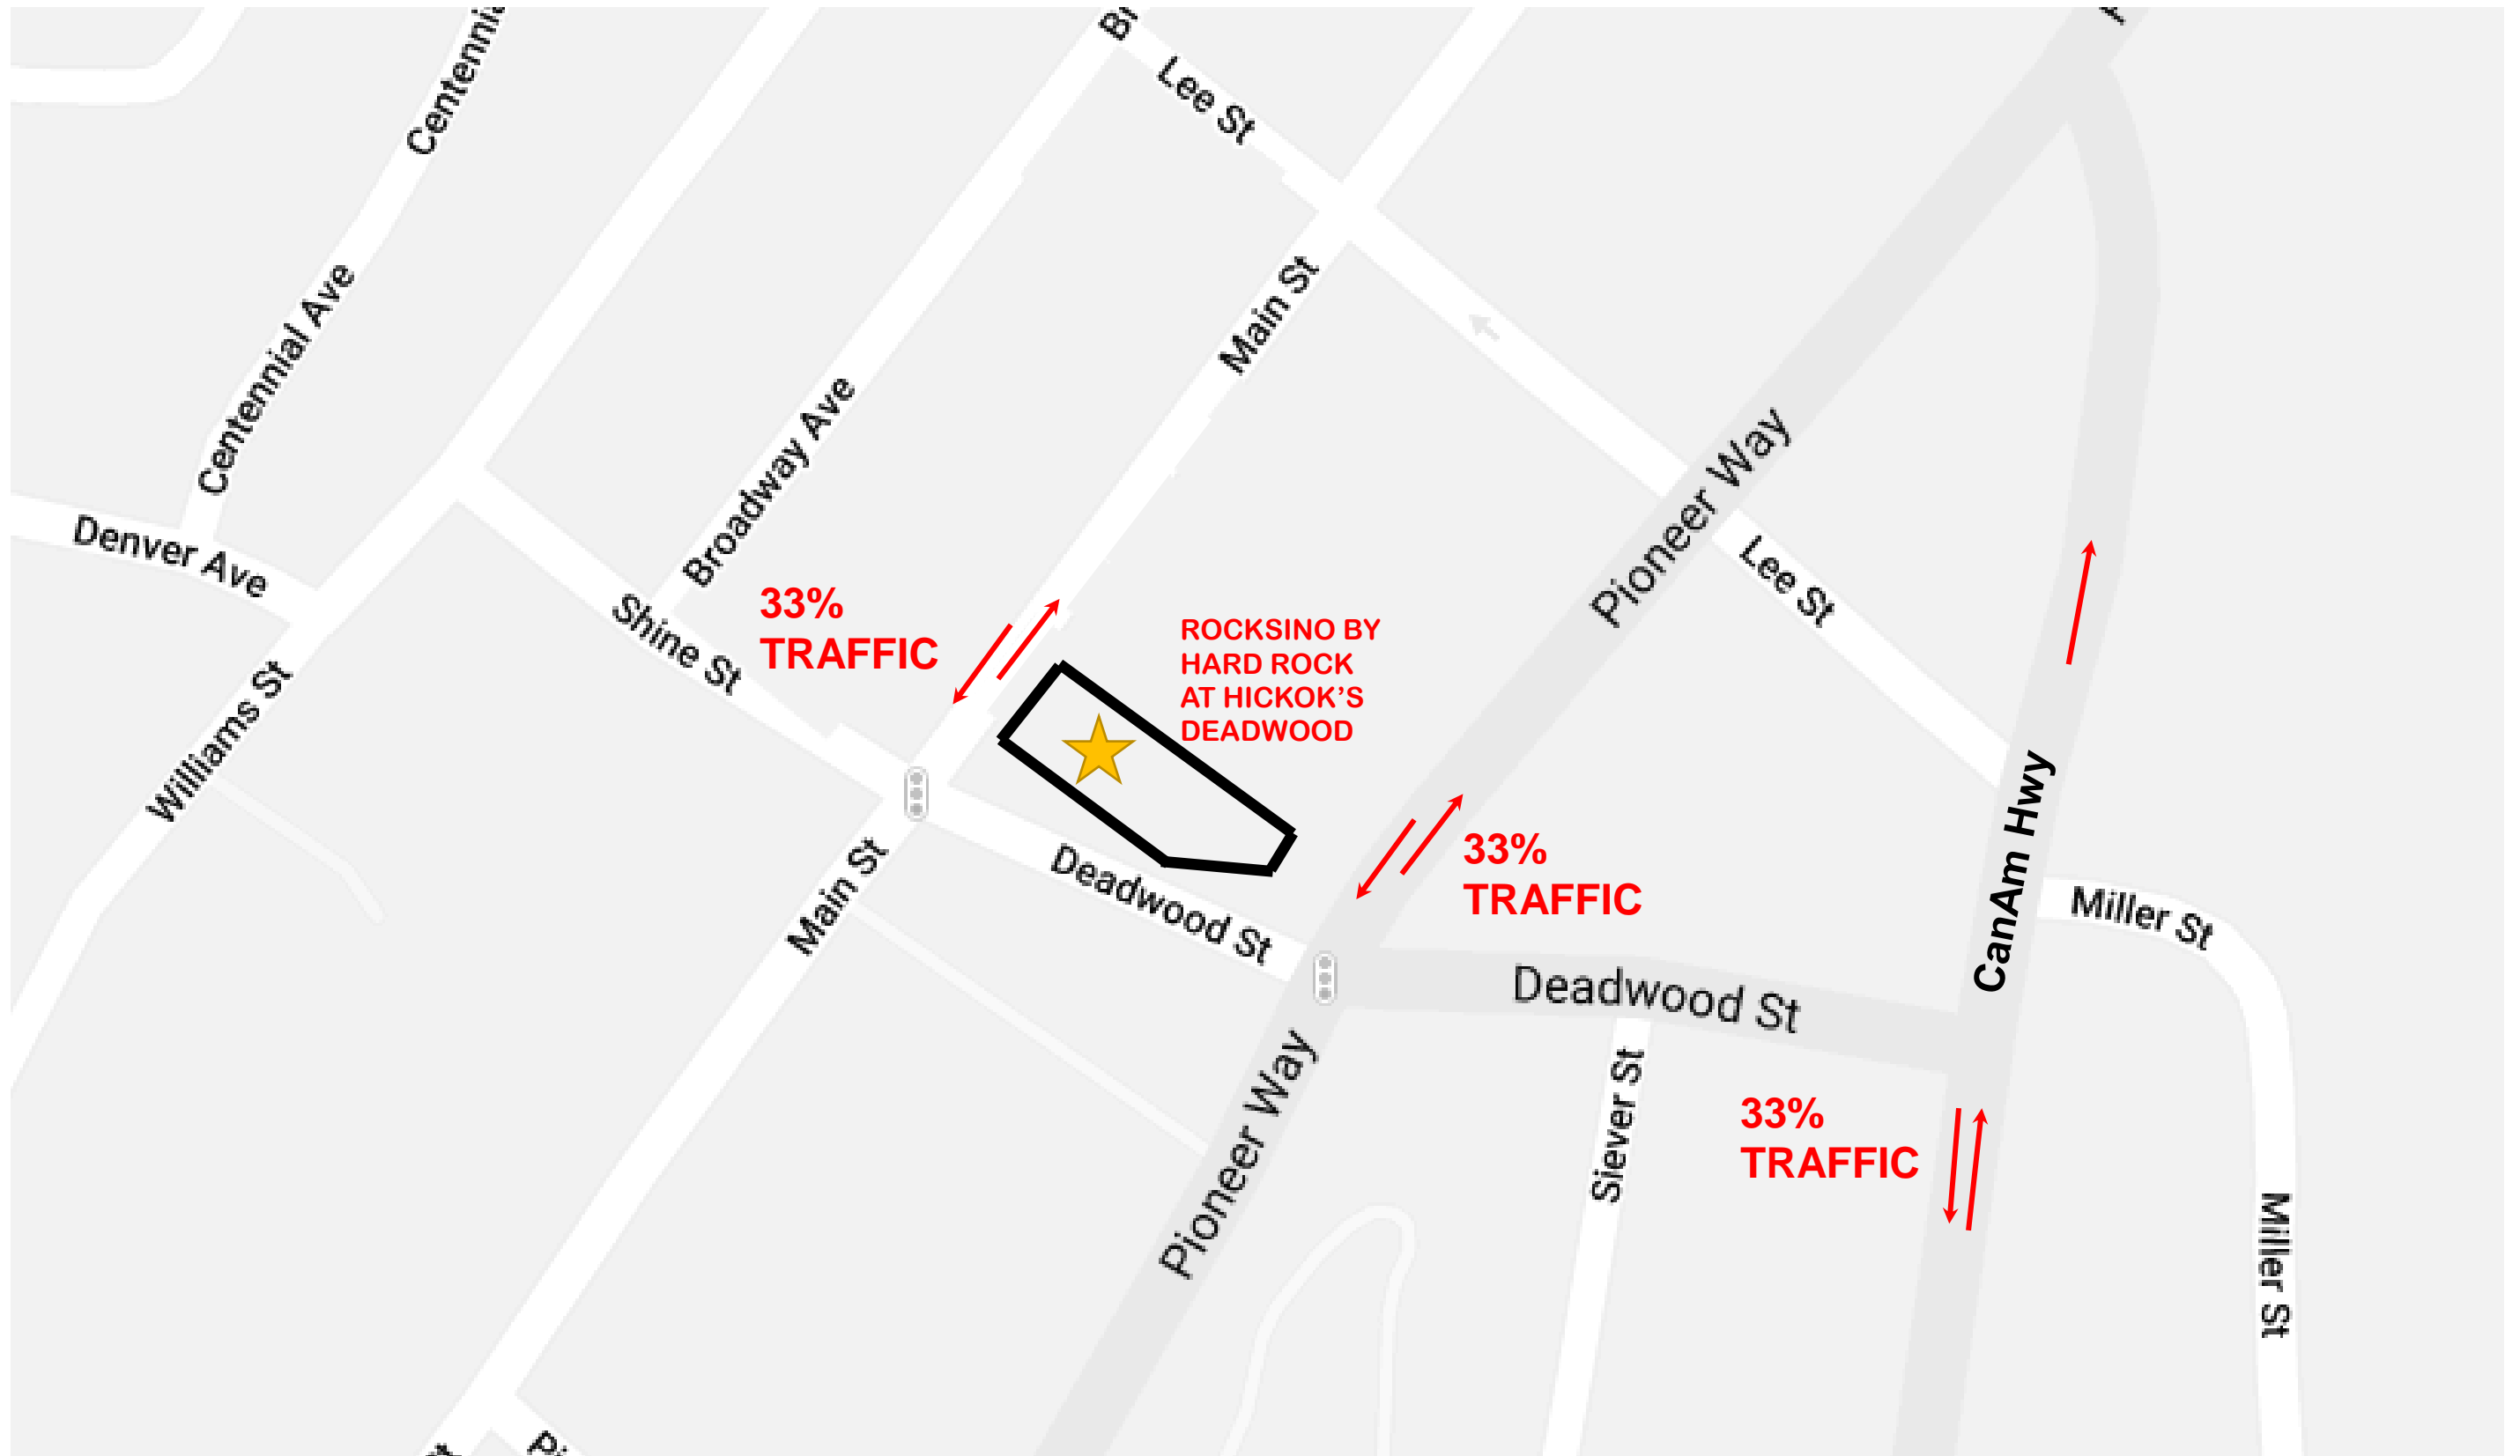 Centennia
Bi
Lee St
Centennial Ave
Main St
Broadway Ave
Pioneer Way
Denver Ave
Lee St
Shine St
33%
TRAFFIC
ROCKSINO BY
HARD ROCK
AT HICKOK’S
DEADWOOD
Williams St
CanAm Hwy
33%
TRAFFIC
Main St
Deadwood St
Miller St
Deadwood St
Pioneer Way
Siever St
33%
TRAFFIC
Miller St